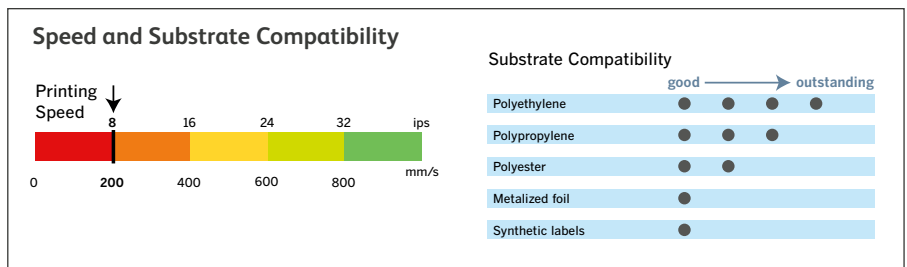 Speed and Substrate Compatibility
Printing
Speed
8 16 24 32 ips
mm/s
0 200 400 600 800
Substrate Compatibility
good outstanding
Polyethylene
Polypropylene
Polyester
Metalized foil
Synthetic labels